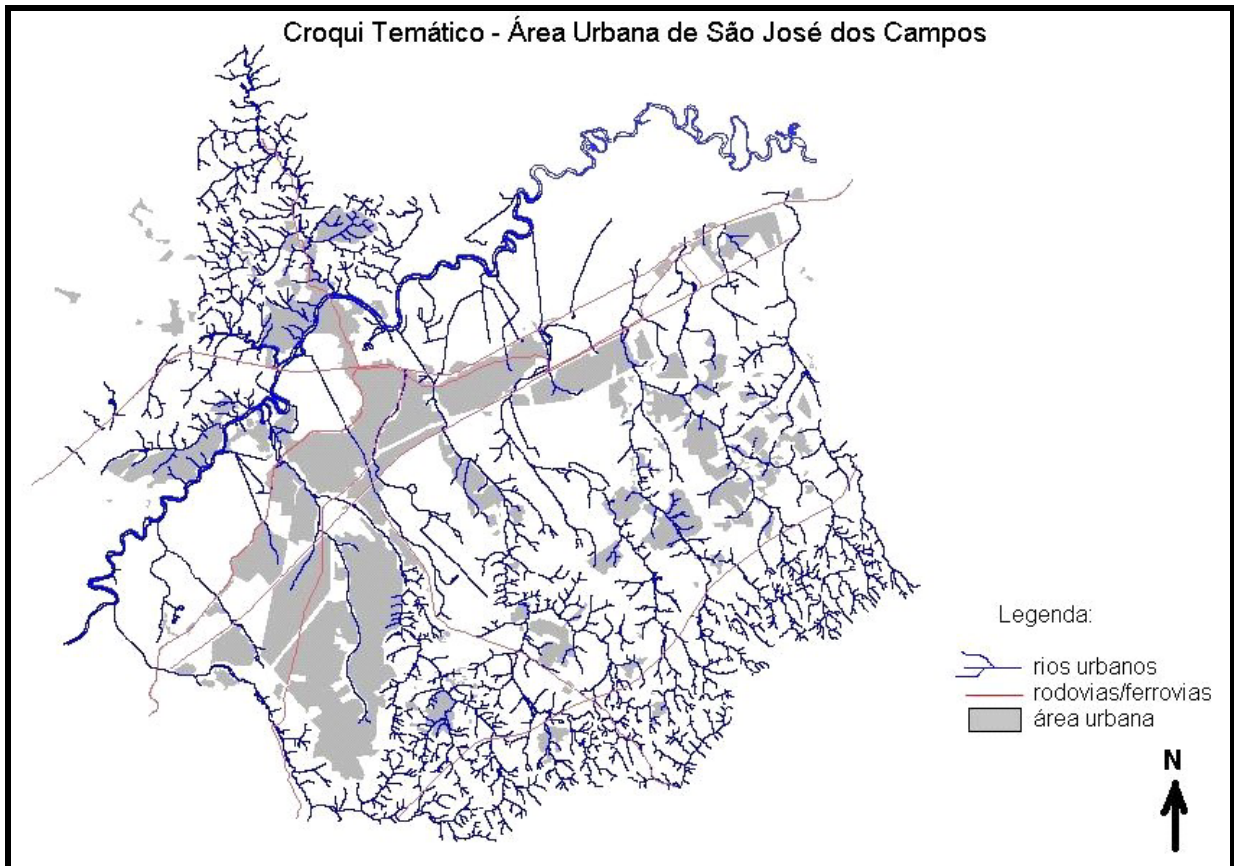 Croqui Temático - Área Urbana de São José dos Campos
Legenda:
rios urbanos
rodovias/ferrovias
área urbana
N